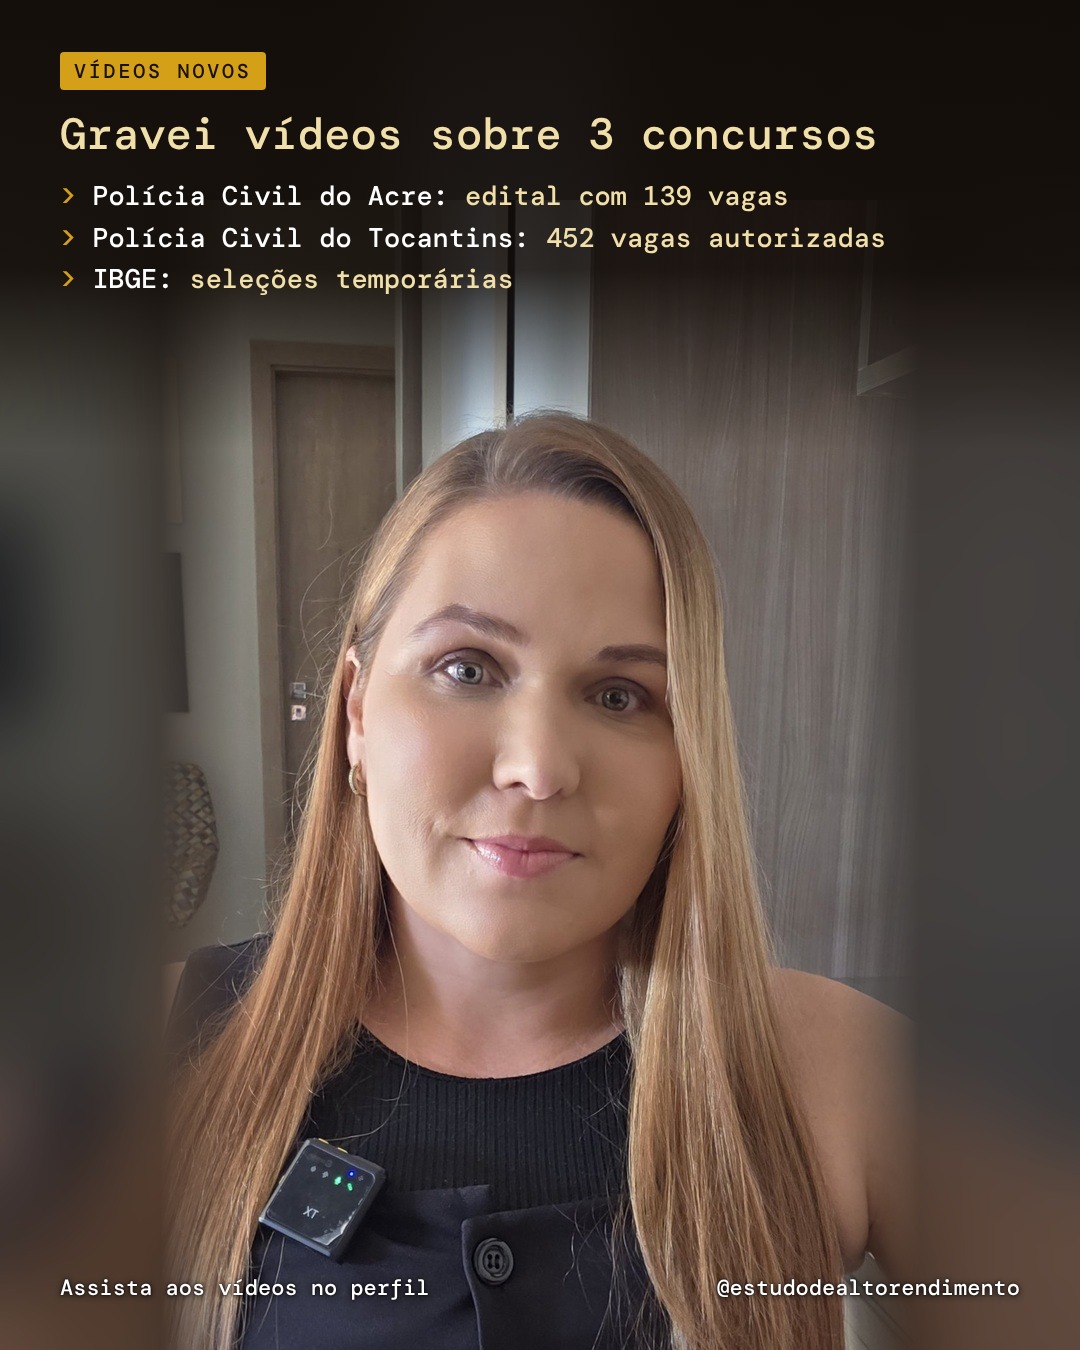 VÍDEOS NOVOS
Gravei vídeos sobre 3 concursos
> Polícia Civil do Acre: edital com 139 vagas
> Polícia Civil do Tocantins: 452 vagas autorizadas
> IBGE: seleções temporárias
XT
Assista aos vídeos no perfil
@estudodealtorendimento